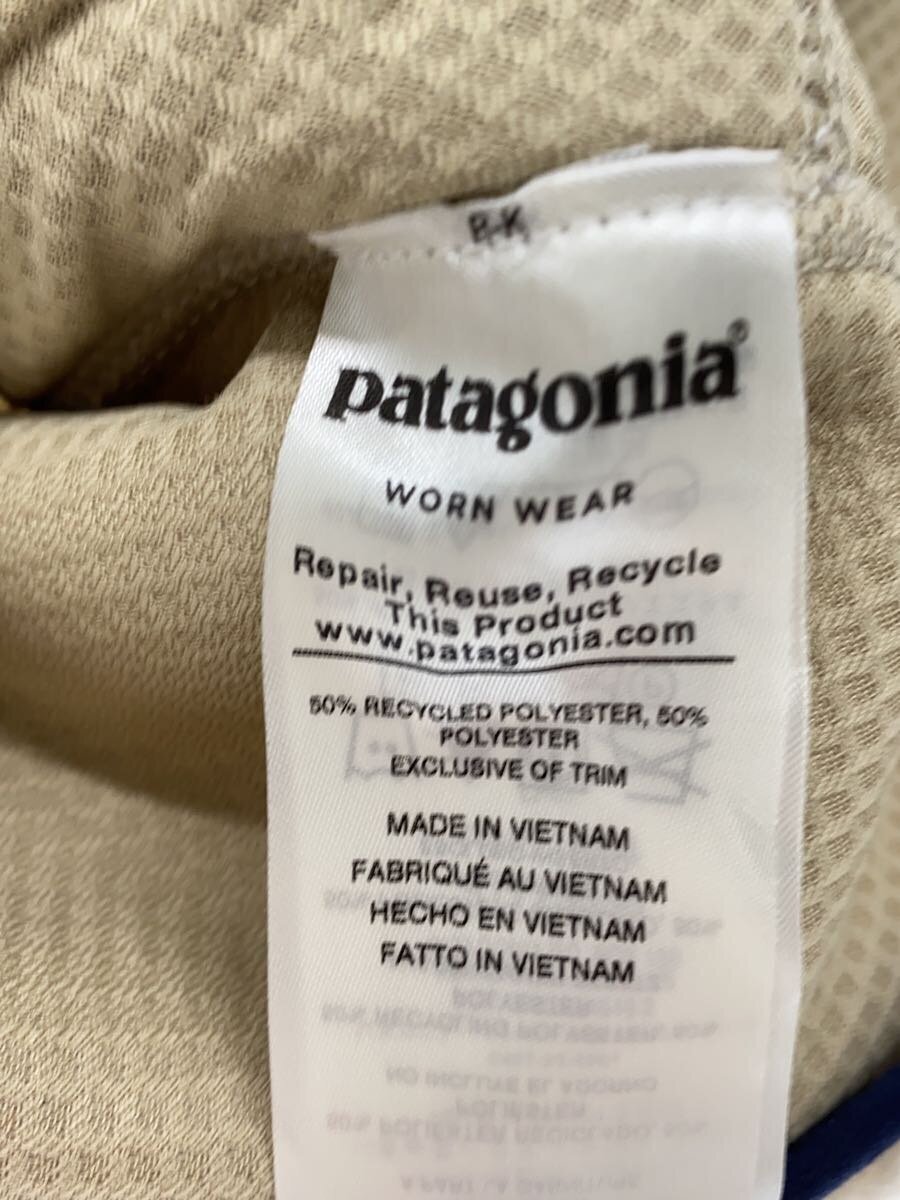 R-K
patagonia®
WORN WEAR
Repair, Reuse, Recycle
This Product
www.patagonia.com
50% RECYCLED POLYESTER, 50%
POLYESTER
EXCLUSIVE OF TRIM
MADE IN VIETNAM
FABRIQUÉ AU VIETNAM
HECHO EN VIETNAM
FATTO IN VIETNAM